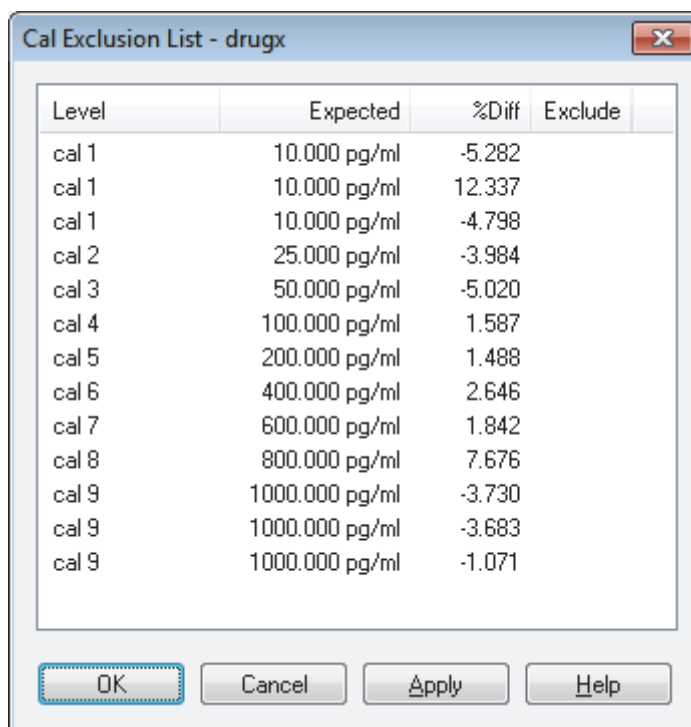 Cal Exclusion List - drugx
Level Expected %Diff Exclude
cal 1 10.000 pg/ml -5.282
cal 1 10.000 pg/ml 12.337
cal 1 10.000 pg/ml -4.798
cal 2 25.000 pg/ml -3.984
cal 3 50.000 pg/ml -5.020
cal 4 100.000 pg/ml 1.587
cal 5 200.000 pg/ml 1.488
cal 6 400.000 pg/ml 2.646
cal 7 600.000 pg/ml 1.842
cal 8 800.000 pg/ml 7.676
cal 9 1000.000 pg/ml -3.730
cal 9 1000.000 pg/ml -3.683
cal 9 1000.000 pg/ml -1.071
OK Cancel Apply Help